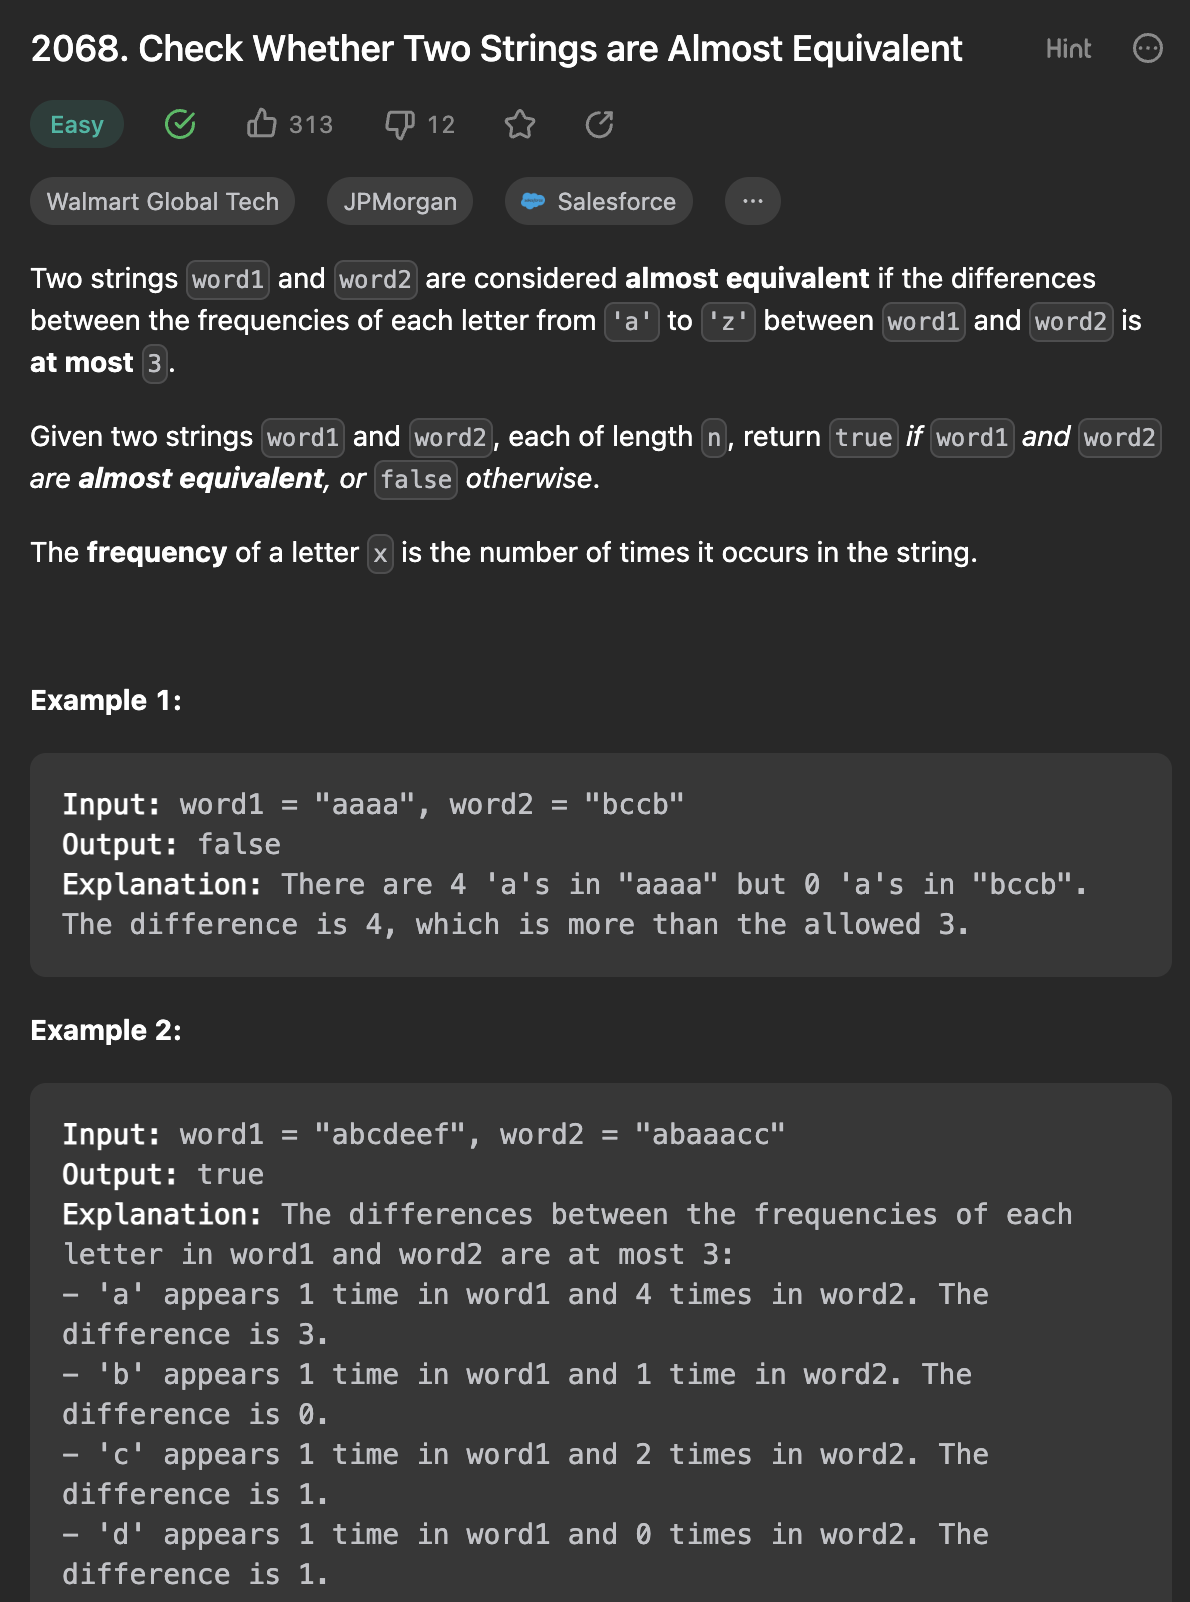 2068. Check Whether Two Strings are Almost Equivalent Hint
Easy 313 12
Walmart Global Tech JPMorgan Salesforce ...
Two strings word1 and word2 are considered almost equivalent if the differences
between the frequencies of each letter from 'a' to 'z' between word1 and word2 is
at most 3.
Given two strings word1 and word2, each of length n, return true if word1 and word2
are almost equivalent, or false otherwise.
The frequency of a letter x is the number of times it occurs in the string.
Example 1:
Input: word1 = "aaaa", word2 = "bccb"
Output: false
Explanation: There are 4 'a's in "aaaa" but 0 'a's in "bccb".
The difference is 4, which is more than the allowed 3.
Example 2:
Input: word1 = "abcdeef", word2 = "abaaacc"
Output: true
Explanation: The differences between the frequencies of each
letter in word1 and word2 are at most 3:
– 'a' appears 1 time in word1 and 4 times in word2. The
difference is 3.
– 'b' appears 1 time in word1 and 1 time in word2. The
difference is 0.
– 'c' appears 1 time in word1 and 2 times in word2. The
difference is 1.
– 'd' appears 1 time in word1 and 0 times in word2. The
difference is 1.